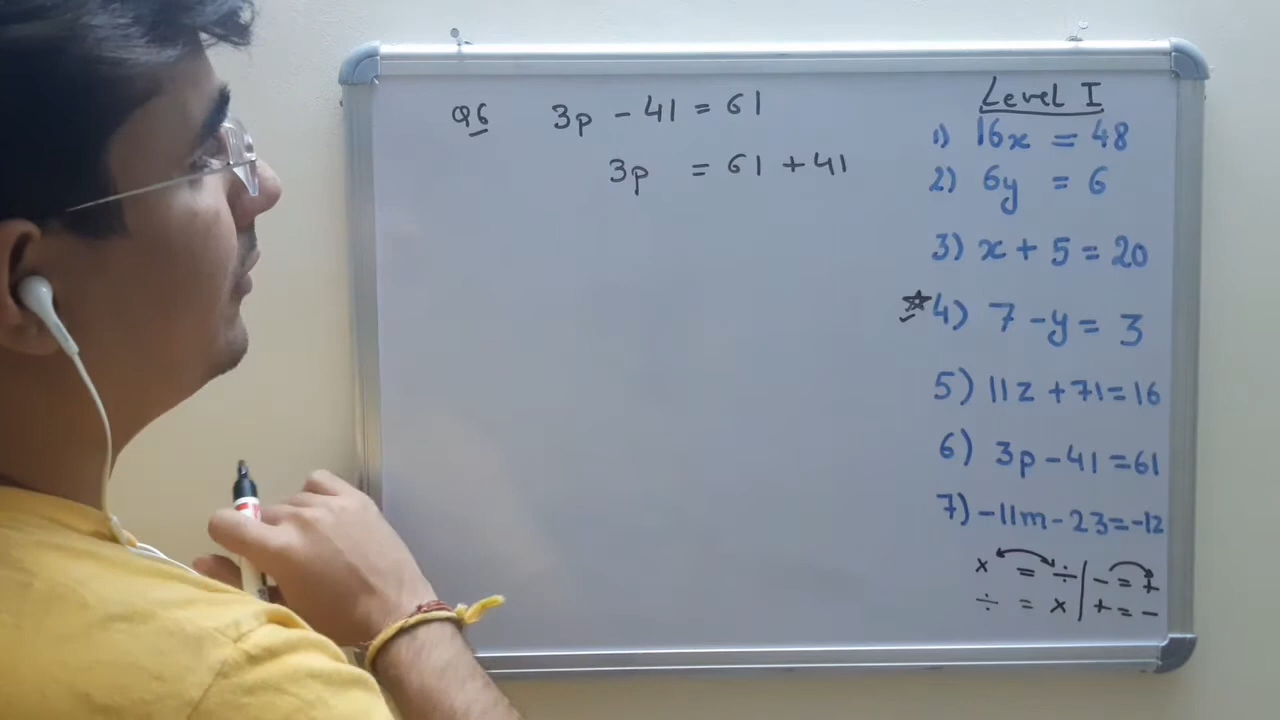 Q6 3p - 41 = 61
3p = 61 + 41
Level I
1) 16x = 48
2) 6y = 6
3) x + 5 = 20
☆ 4) 7 - y = 3
5) 11z + 71 = 16
6) 3p - 41 = 61
7) -11m - 23 = -12
× = ÷ | - = +
÷ = × | + = -